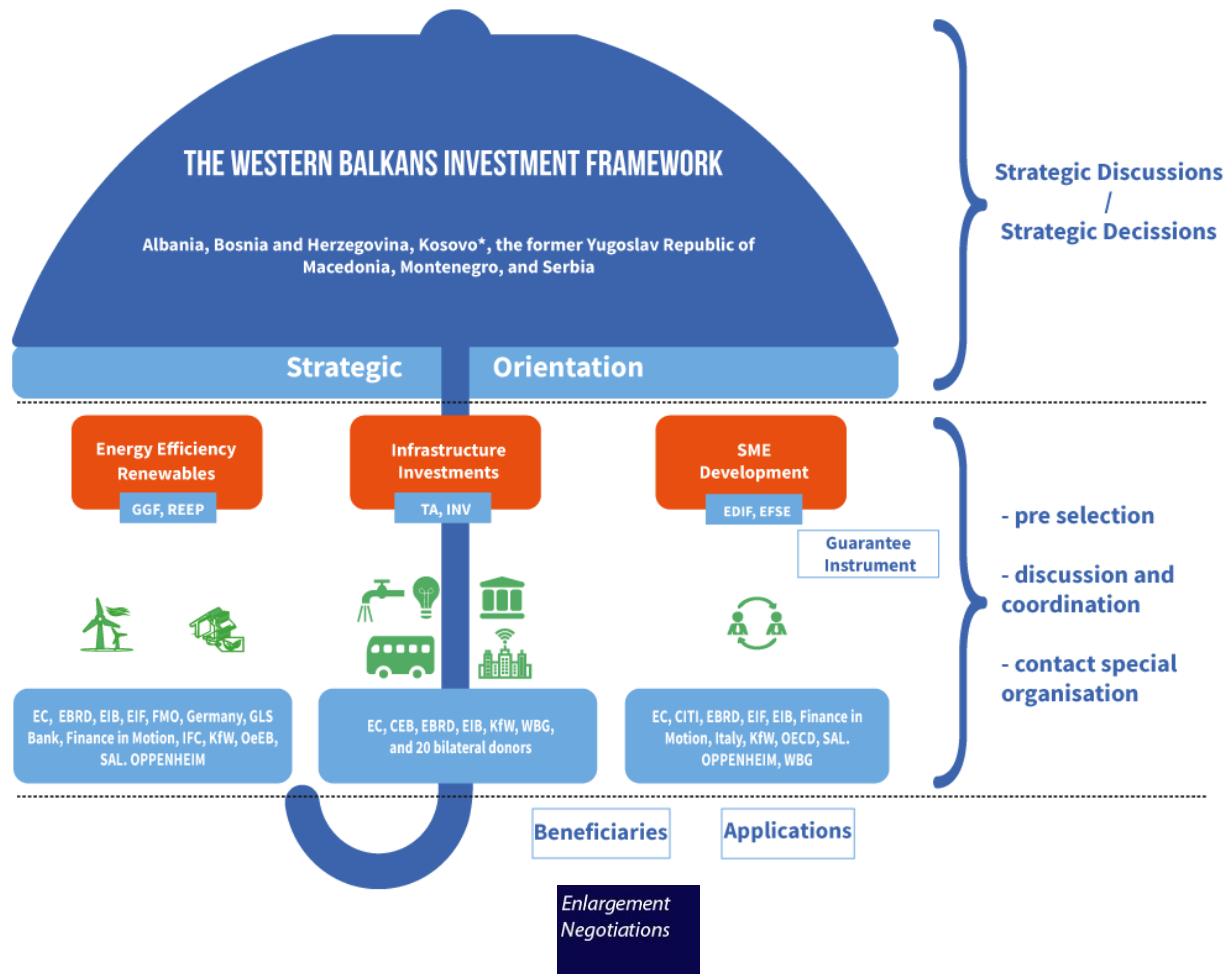 THE WESTERN BALKANS INVESTMENT FRAMEWORK
Albania, Bosnia and Herzegovina, Kosovo*, the former Yugoslav Republic of
Macedonia, Montenegro, and Serbia
Strategic Discussions
/
Strategic Decissions
Strategic Orientation
Energy Efficiency
Renewables
GGF, REEP
Infrastructure
Investments
TA, INV
SME
Development
EDIF, EFSE
Guarantee
Instrument
- pre selection
- discussion and
coordination
- contact special
organisation
EC, EBRD, EIB, EIF, FMO, Germany, GLS
Bank, Finance in Motion, IFC, KfW, OeEB,
SAL. OPPENHEIM
EC, CEB, EBRD, EIB, KfW, WBG,
and 20 bilateral donors
EC, CITI, EBRD, EIF, EIB, Finance in
Motion, Italy, KfW, OECD, SAL.
OPPENHEIM, WBG
Beneficiaries
Applications
Enlargement
Negotiations